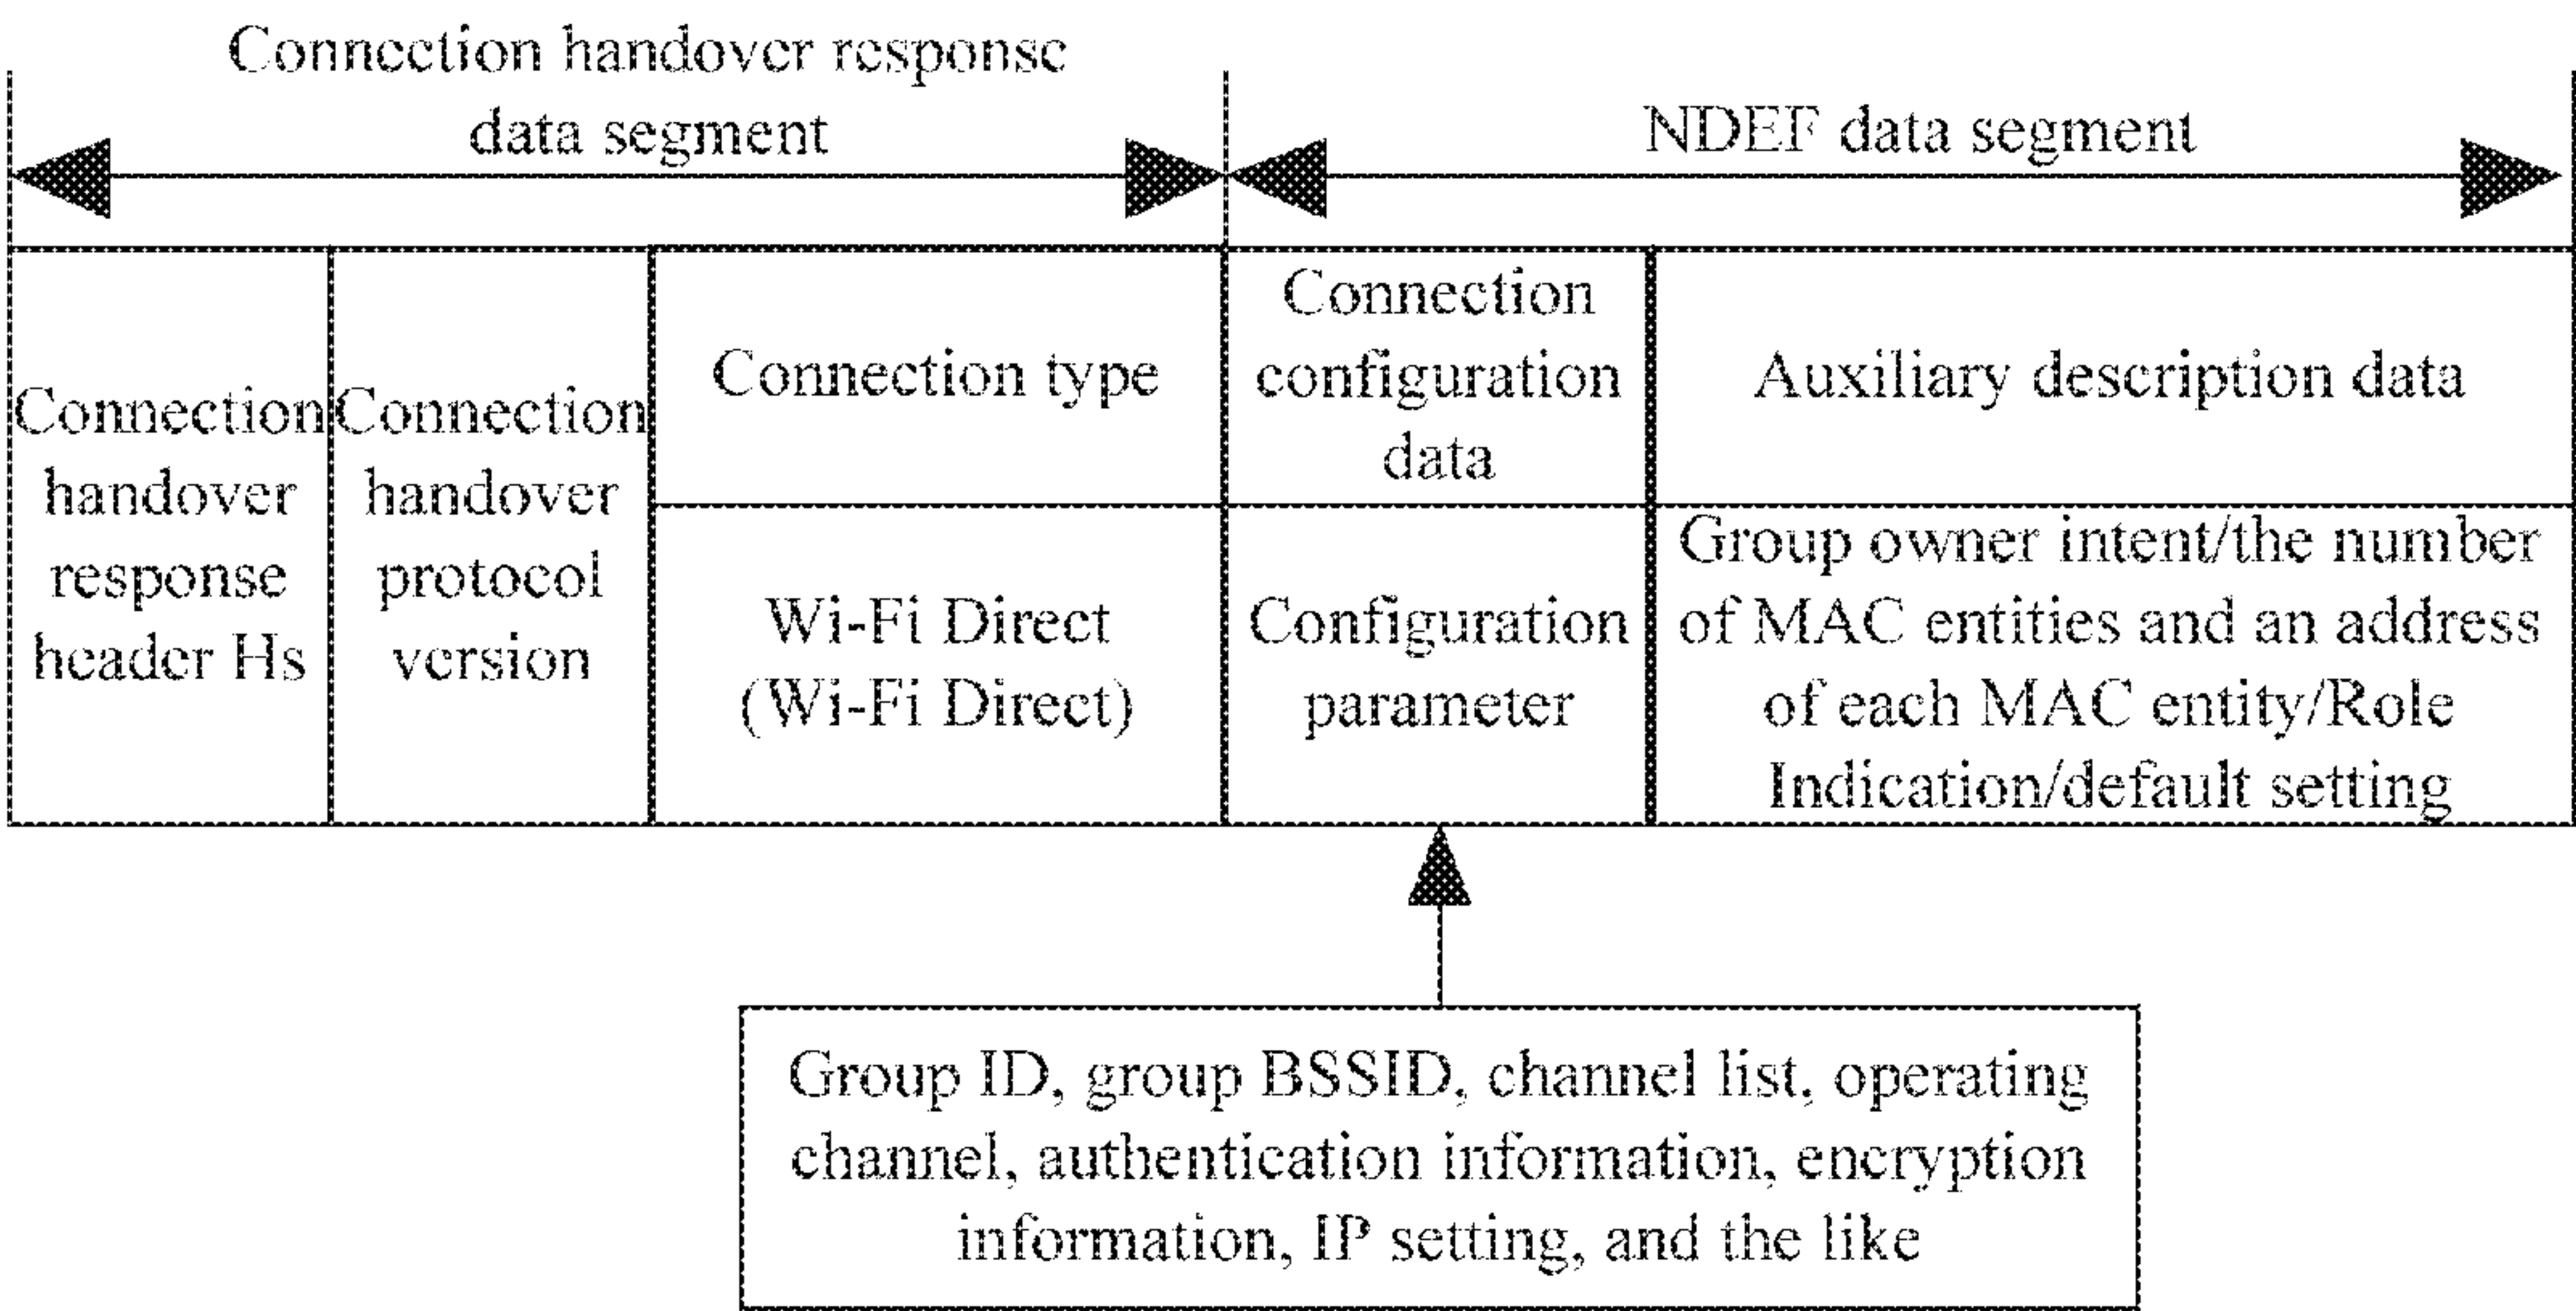 Connection handover response
data segment
NDEF data segment
Connection
handover
response
header Hs
Connection
handover
protocol
version
Connection type
Connection
configuration
data
Auxiliary description data
Wi-Fi Direct
(Wi-Fi Direct)
Configuration
parameter
Group owner intent/the number
of MAC entities and an address
of each MAC entity/Role
Indication/default setting
Group ID, group BSSID, channel list, operating
channel, authentication information, encryption
information, IP setting, and the like